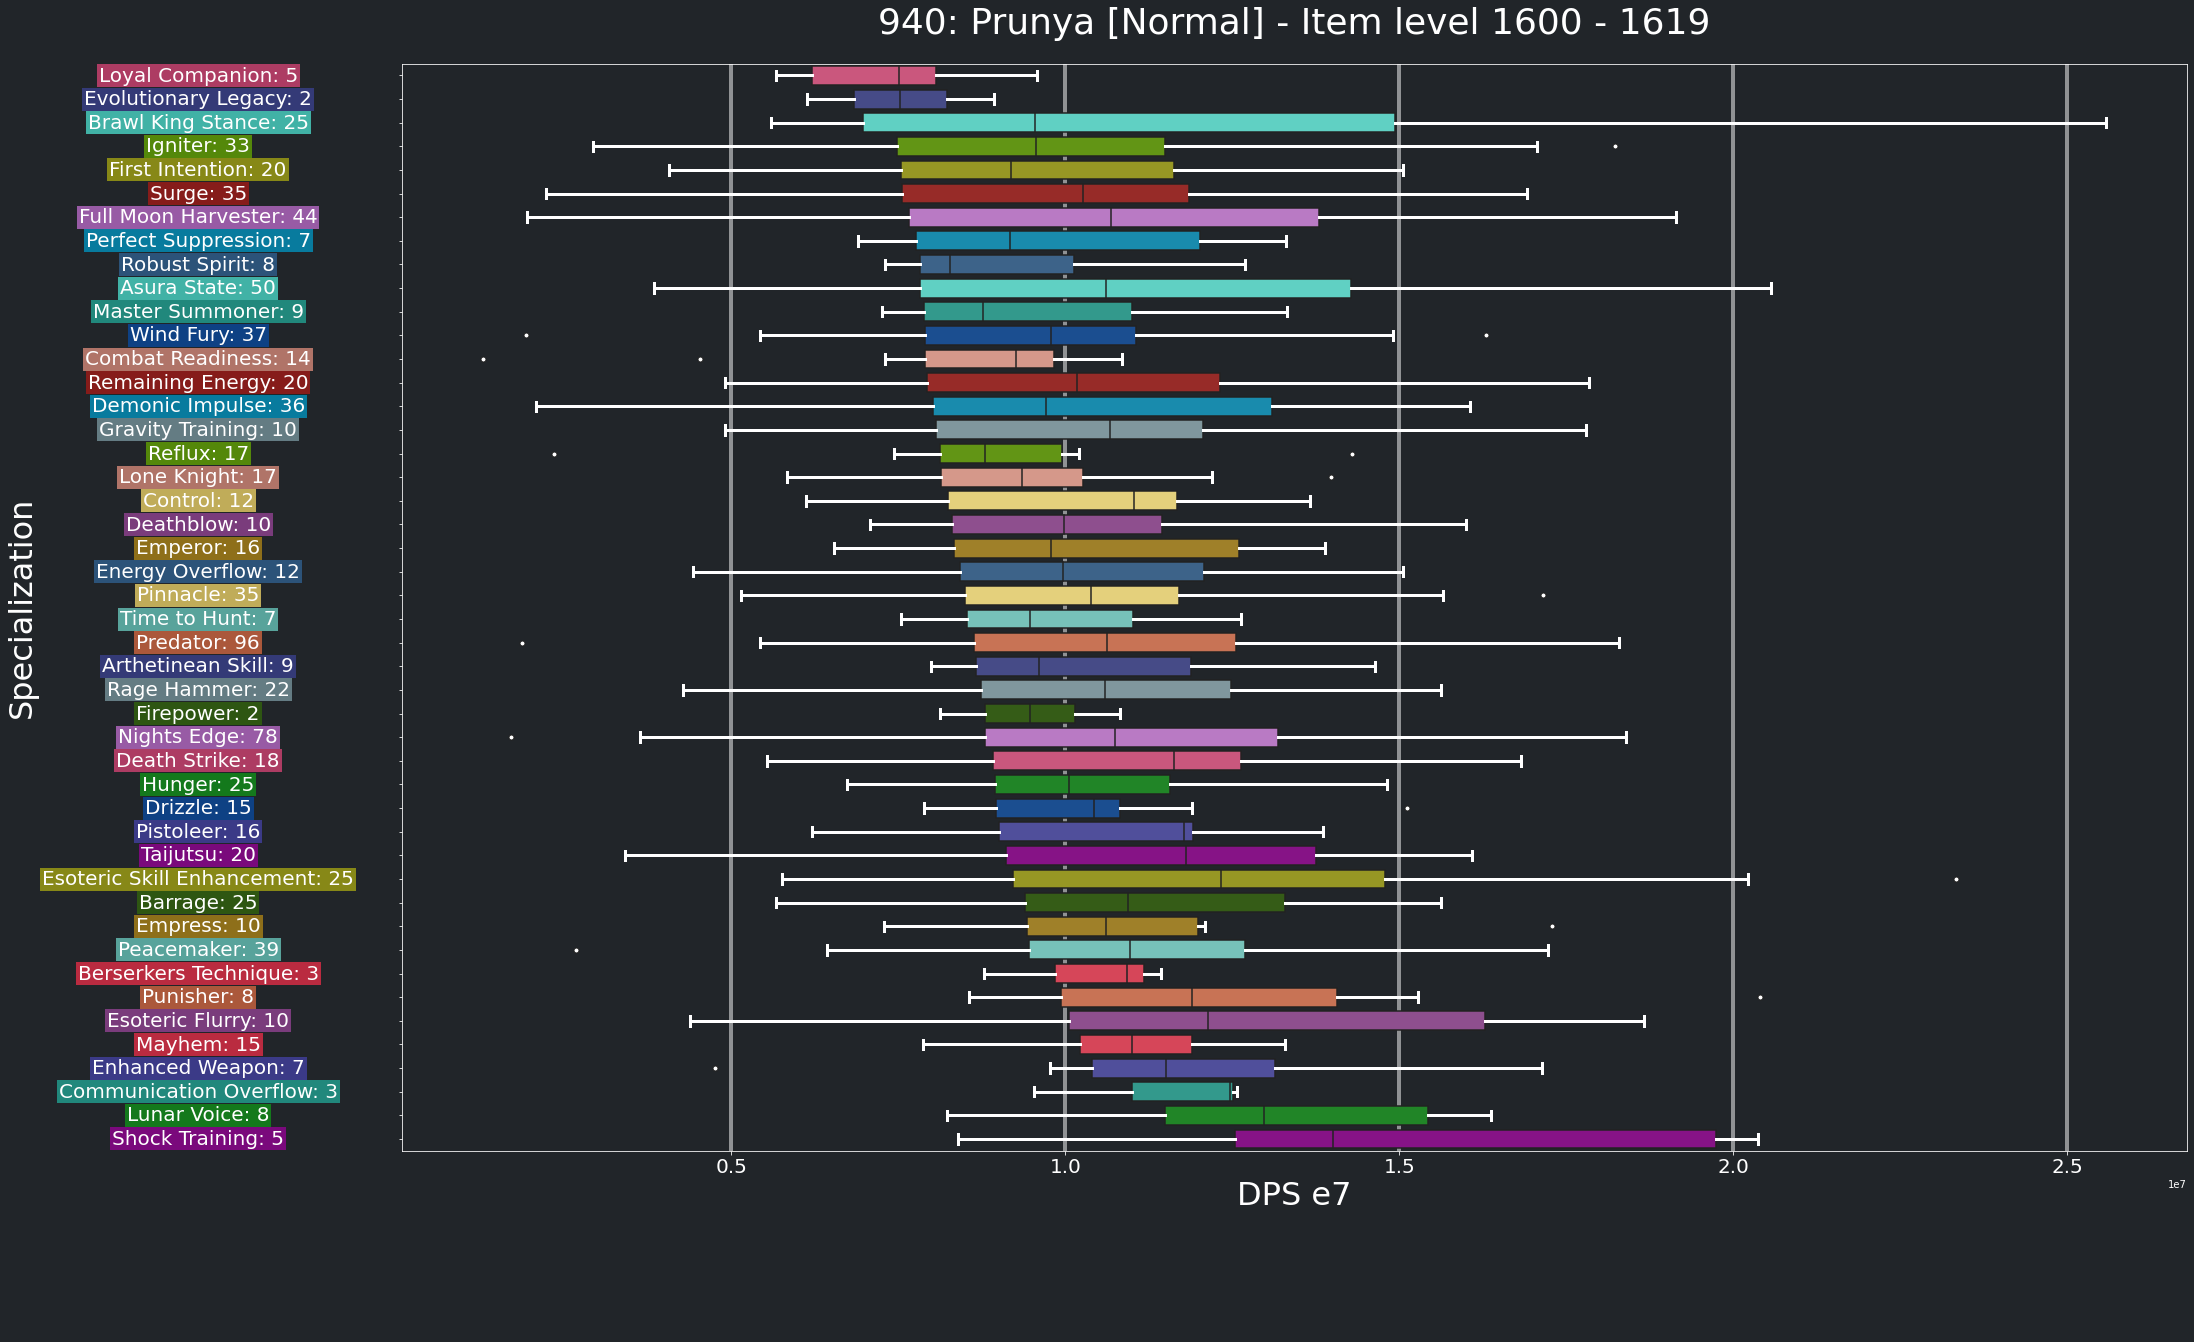 940: Prunya [Normal] - Item level 1600 - 1619
Specialization
Loyal Companion: 5
Evolutionary Legacy: 2
Brawl King Stance: 25
Igniter: 33
First Intention: 20
Surge: 35
Full Moon Harvester: 44
Perfect Suppression: 7
Robust Spirit: 8
Asura State: 50
Master Summoner: 9
Wind Fury: 37
Combat Readiness: 14
Remaining Energy: 20
Demonic Impulse: 36
Gravity Training: 10
Reflux: 17
Lone Knight: 17
Control: 12
Deathblow: 10
Emperor: 16
Energy Overflow: 12
Pinnacle: 35
Time to Hunt: 7
Predator: 96
Arthetinean Skill: 9
Rage Hammer: 22
Firepower: 2
Nights Edge: 78
Death Strike: 18
Hunger: 25
Drizzle: 15
Pistoleer: 16
Taijutsu: 20
Esoteric Skill Enhancement: 25
Barrage: 25
Empress: 10
Peacemaker: 39
Berserkers Technique: 3
Punisher: 8
Esoteric Flurry: 10
Mayhem: 15
Enhanced Weapon: 7
Communication Overflow: 3
Lunar Voice: 8
Shock Training: 5
0.5 1.0 1.5 2.0 2.5
DPS e7
1e7